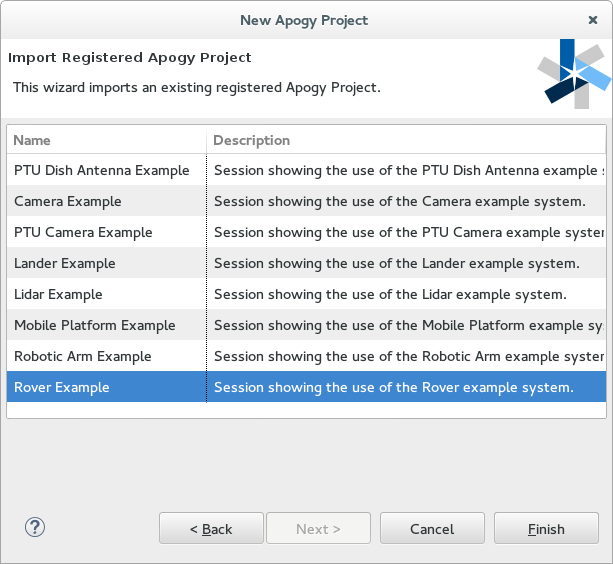 New Apogy Project
Import Registered Apogy Project
This wizard imports an existing registered Apogy Project.
Name Description
PTU Dish Antenna Example Session showing the use of the PTU Dish Antenna example
Camera Example Session showing the use of the Camera example system.
PTU Camera Example Session showing the use of the PTU Camera example system
Lander Example Session showing the use of the Lander example system.
Lidar Example Session showing the use of the Lidar example system.
Mobile Platform Example Session showing the use of the Mobile Platform example sy
Robotic Arm Example Session showing the use of the Robotic Arm example system
Rover Example Session showing the use of the Rover example system.
? < Back Next > Cancel Finish